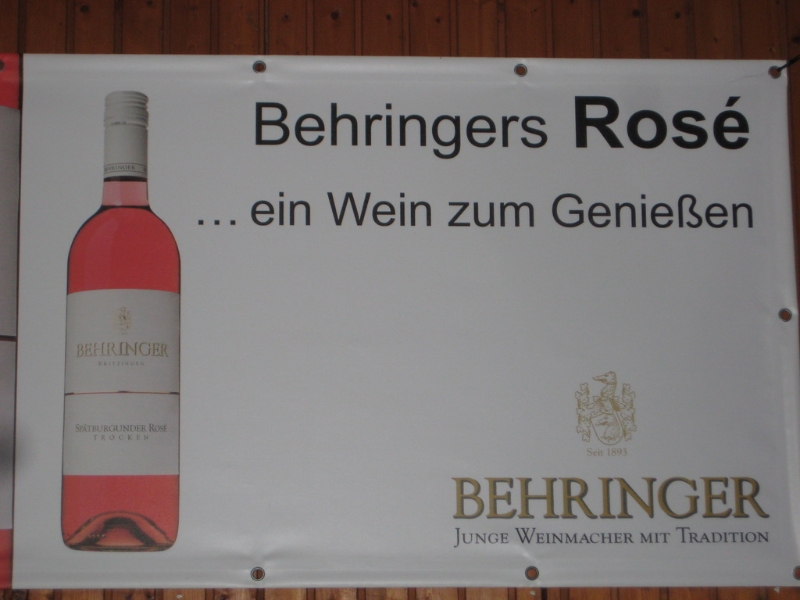 Behringers Rosé
... ein Wein zum Genießen
BEHRINGER
SPÄTBURGUNDER ROSÉ
TROCKEN
Seit 1893
BEHRINGER
JUNGE WEINMACHER MIT TRADITION